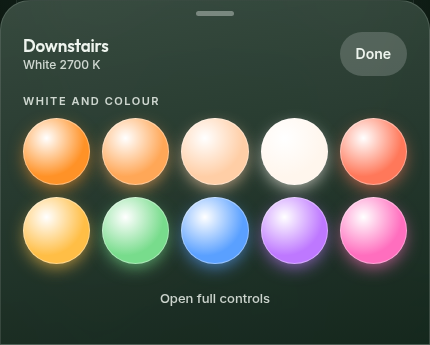 Downstairs
White 2700 K
Done
WHITE AND COLOUR
Open full controls